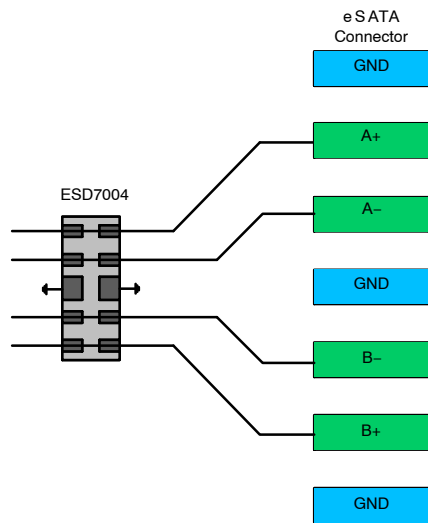 eSATA
Connector
GND
A+
ESD7004
A−
GND
B−
B+
GND